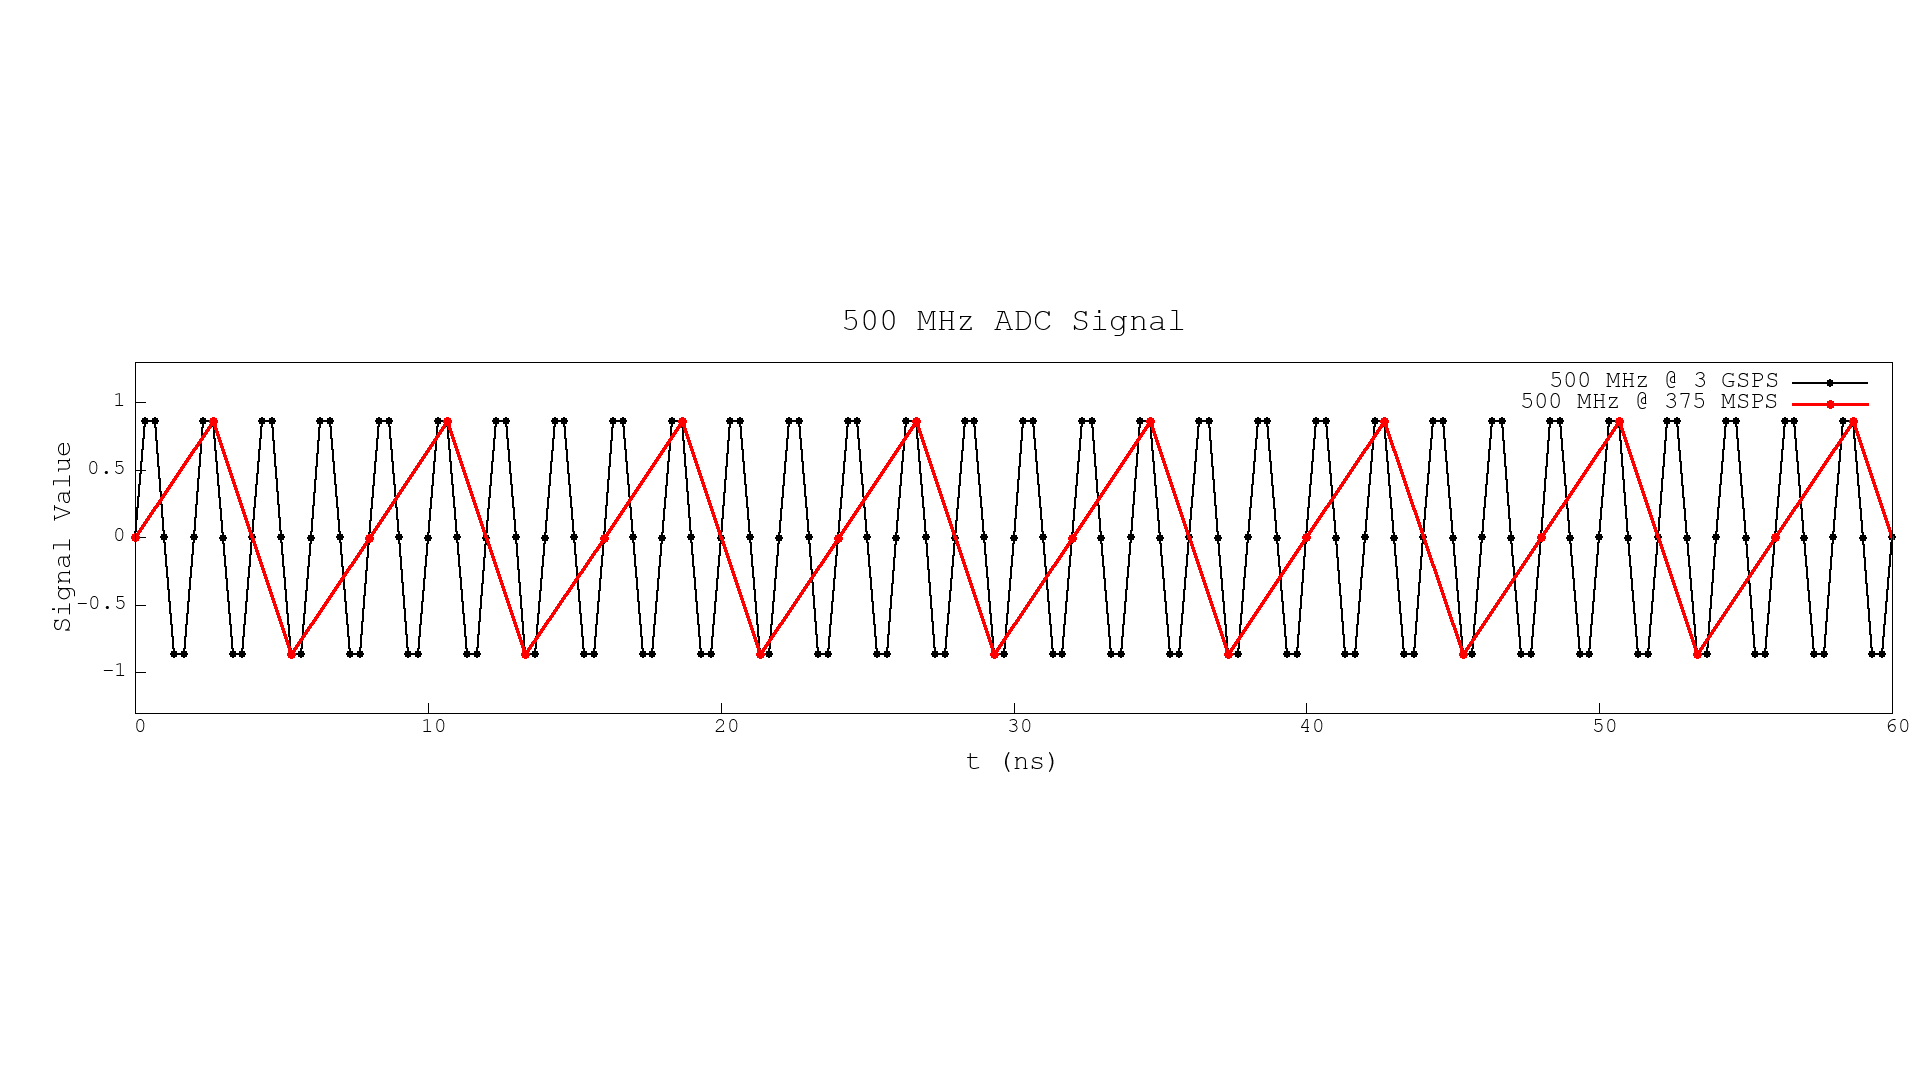 500 MHz ADC Signal
500 MHz @ 3 GSPS
500 MHz @ 375 MSPS
Signal Value
1
0.5
0
-0.5
-1
0 10 20 30 40 50 60
t (ns)